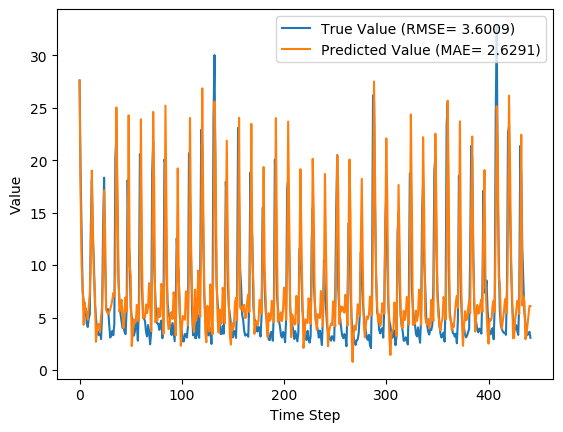 True Value (RMSE= 3.6009)
Predicted Value (MAE= 2.6291)
30
25
20
15
10
5
0
Value
0 100 200 300 400
Time Step